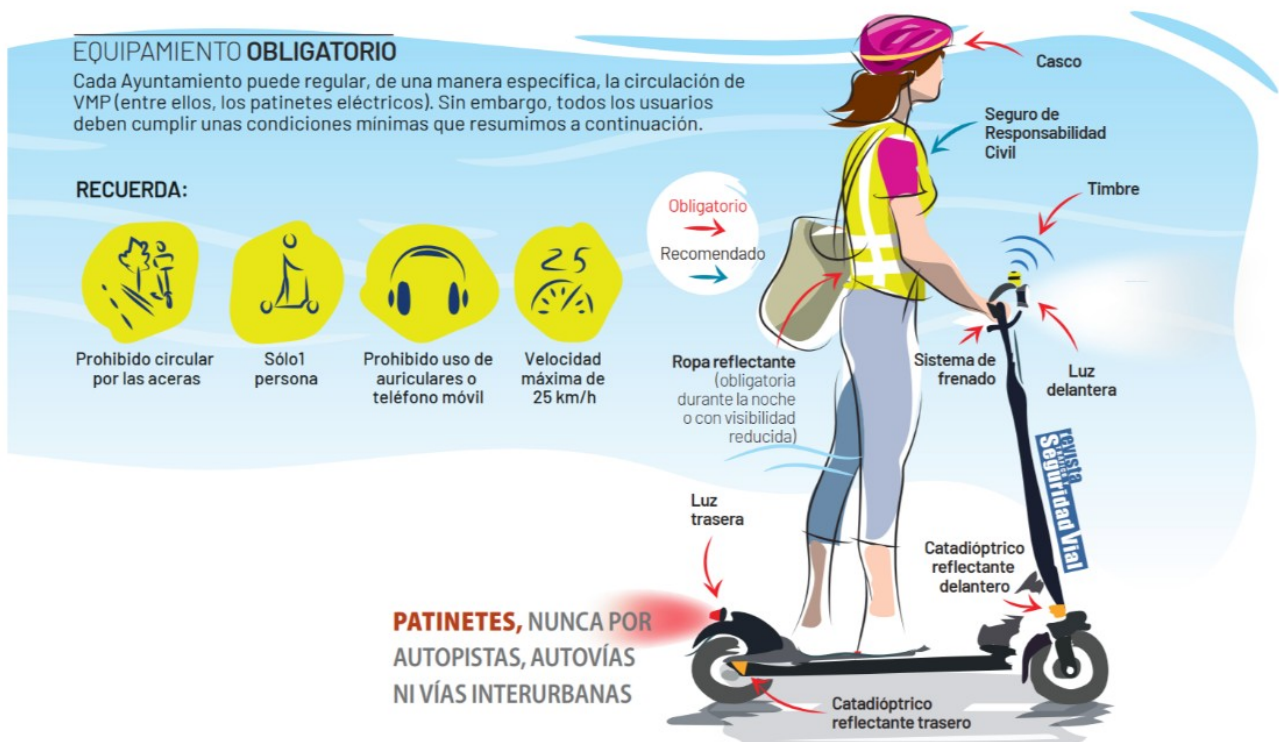 EQUIPAMIENTO OBLIGATORIO
Cada Ayuntamiento puede regular, de una manera específica, la circulación de
VMP (entre ellos, los patinetes eléctricos). Sin embargo, todos los usuarios
deben cumplir unas condiciones mínimas que resumimos a continuación.
RECUERDA:
25
Prohibido circular
por las aceras
Sólo1
persona
Prohibido uso de
auriculares o
teléfono móvil
Velocidad
máxima de
25 km/h
Obligatorio
Recomendado
Casco
Seguro de
Responsabilidad
Civil
Timbre
Ropa reflectante
(obligatoria
durante la noche
o con visibilidad
reducida)
Sistema de
frenado
Luz
delantera
revista
Seguridad Vial
Luz
trasera
Catadióptrico
reflectante
delantero
PATINETES, NUNCA POR
AUTOPISTAS, AUTOVÍAS
NI VÍAS INTERURBANAS
Catadióptrico
reflectante trasero